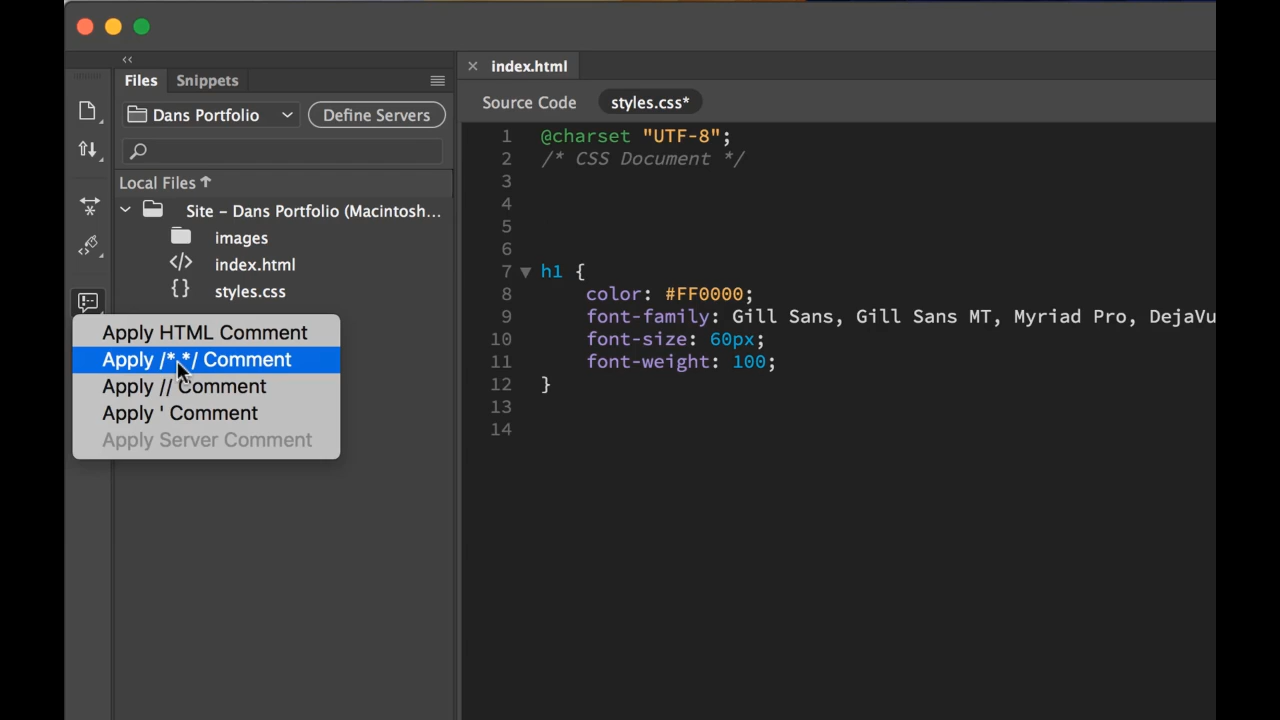 index.html
Files Snippets
Dans Portfolio Define Servers
Source Code styles.css*
Local Files
Site - Dans Portfolio (Macintosh...
images
index.html
styles.css
Apply HTML Comment
Apply /* */ Comment
Apply // Comment
Apply ' Comment
Apply Server Comment
1 @charset "UTF-8";
2 /* CSS Document */
3
4
5
6
7 h1 {
8 color: #FF0000;
9 font-family: Gill Sans, Gill Sans MT, Myriad Pro, DejaVu
10 font-size: 60px;
11 font-weight: 100;
12 }
13
14